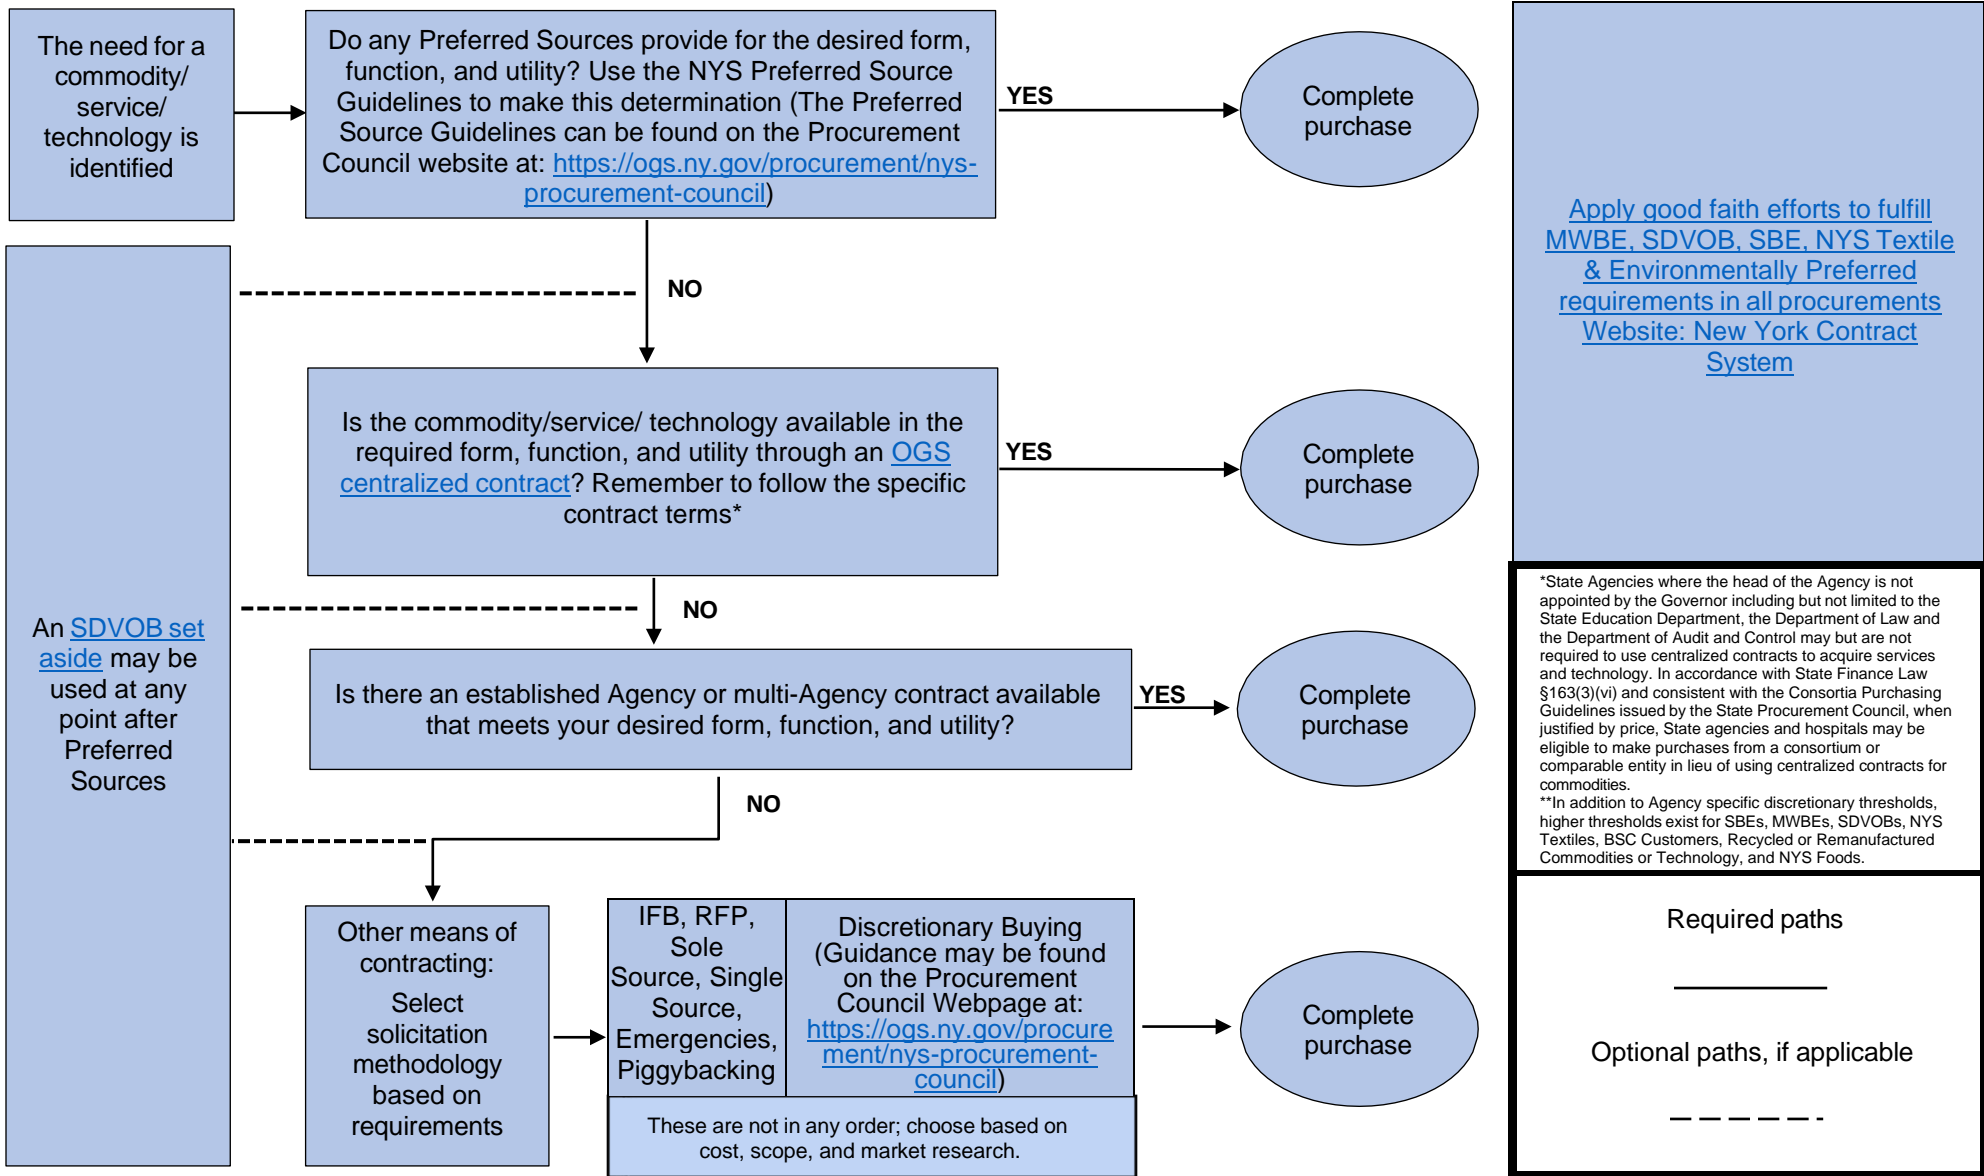 The need for a
commodity/
service/
technology is
identified
Do any Preferred Sources provide for the desired form,
function, and utility? Use the NYS Preferred Source
Guidelines to make this determination (The Preferred
Source Guidelines can be found on the Procurement
Council website at: https://ogs.ny.gov/procurement/nys-
procurement-council)
YES
Complete
purchase
Apply good faith efforts to fulfill
MWBE, SDVOB, SBE, NYS Textile
& Environmentally Preferred
requirements in all procurements
Website: New York Contract
System
NO
An SDVOB set
aside may be
used at any
point after
Preferred
Sources
Is the commodity/service/ technology available in the
required form, function, and utility through an OGS
centralized contract? Remember to follow the specific
contract terms*
YES
Complete
purchase
NO
Is there an established Agency or multi-Agency contract available
that meets your desired form, function, and utility?
YES
Complete
purchase
NO
Other means of
contracting:
Select
solicitation
methodology
based on
requirements
IFB, RFP,
Sole
Source, Single
Source,
Emergencies,
Piggybacking
Discretionary Buying
(Guidance may be found
on the Procurement
Council Webpage at:
https://ogs.ny.gov/procure
ment/nys-procurement-
council)
These are not in any order; choose based on
cost, scope, and market research.
Complete
purchase
*State Agencies where the head of the Agency is not
appointed by the Governor including but not limited to the
State Education Department, the Department of Law and
the Department of Audit and Control may but are not
required to use centralized contracts to acquire services
and technology. In accordance with State Finance Law
§163(3)(vi) and consistent with the Consortia Purchasing
Guidelines issued by the State Procurement Council, when
justified by price, State agencies and hospitals may be
eligible to make purchases from a consortium or
comparable entity in lieu of using centralized contracts for
commodities.
**In addition to Agency specific discretionary thresholds,
higher thresholds exist for SBEs, MWBEs, SDVOBs, NYS
Textiles, BSC Customers, Recycled or Remanufactured
Commodities or Technology, and NYS Foods.
Required paths
Optional paths, if applicable